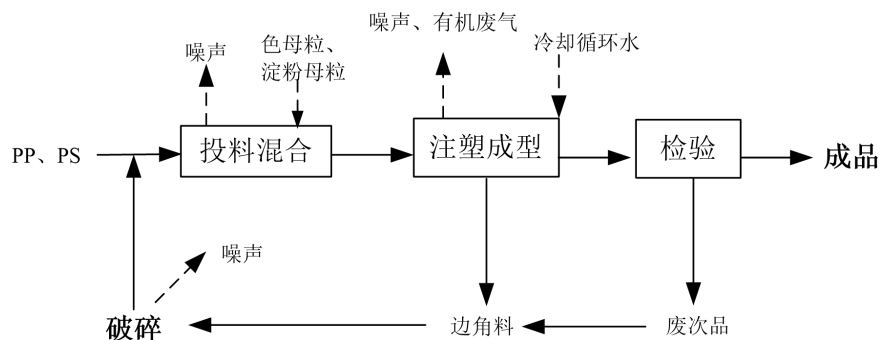 噪声、有机废气
噪声
色母粒、
淀粉母粒
冷却循环水
PP、PS
投料混合
注塑成型
检验
成品
噪声
破碎
边角料
废次品